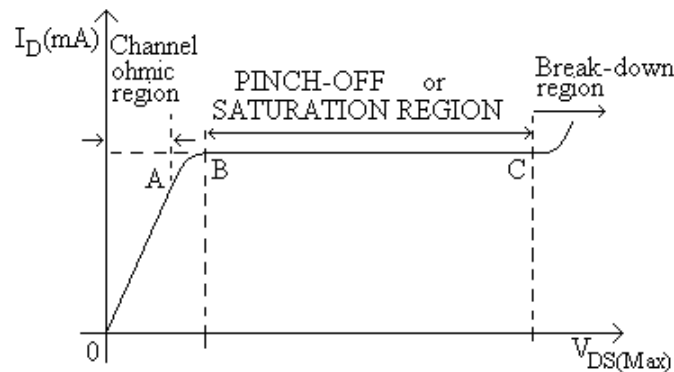 I_D(mA)
Channel
ohmic
region
PINCH-OFF or
SATURATION REGION
Break-down
region
A
B
C
0
V_DS(Max)